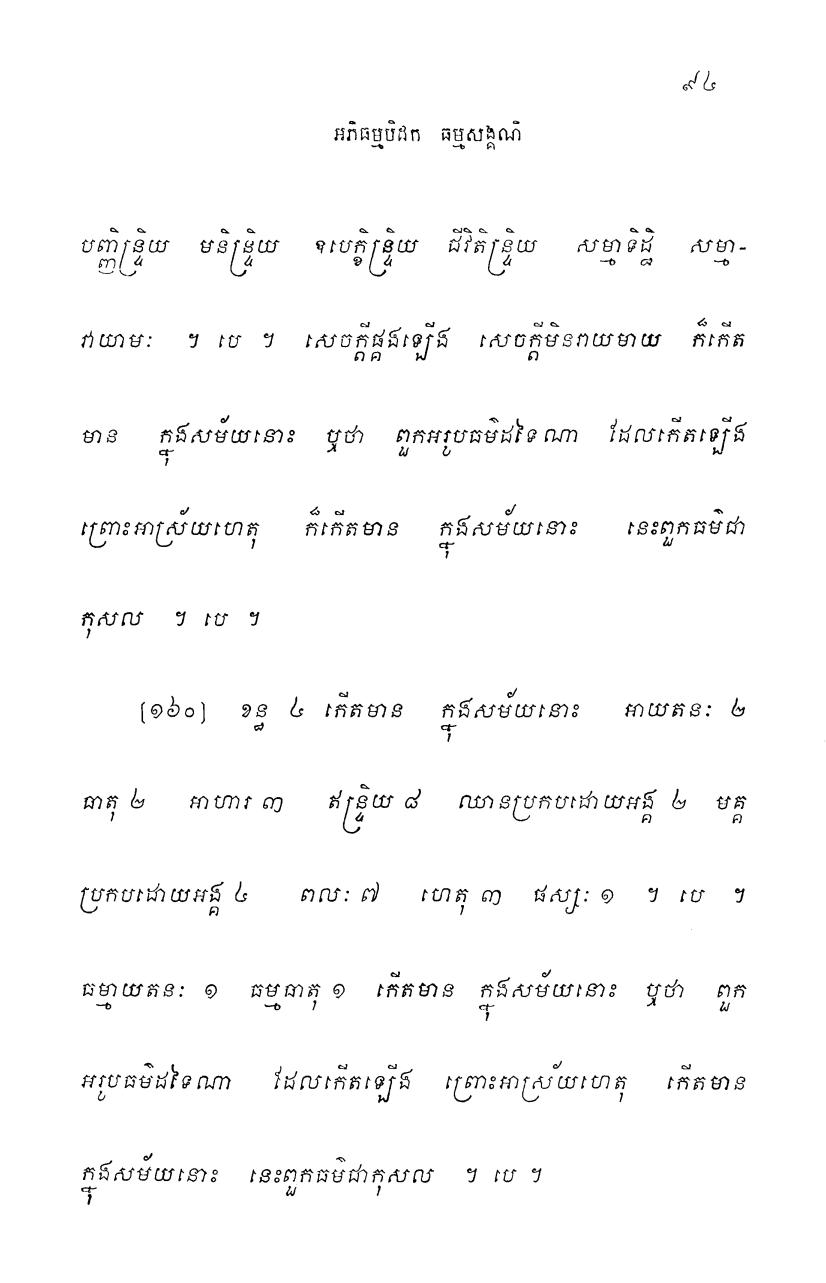 ៩៤
អភិធម្មបិដក ធម្មសង្គណី
បញ្ញិន្ទ្រិយ មនិន្ទ្រិយ ឧបេក្ខិន្ទ្រិយ ជីវិតិន្ទ្រិយ សម្មាទិដ្ឋិ សម្មា-
វាយាមៈ ។ បេ ។ សេចក្តីផ្គងឡើង សេចក្តីមិនរាយមាយ ក៏កើត
មាន ក្នុងសម័យនោះ ឬថា ពួកអរូបធម៌ដទៃណា ដែលកើតឡើង
ព្រោះអាស្រ័យហេតុ ក៏កើតមាន ក្នុងសម័យនោះ នេះពួកធម៌ជា
កុសល ។ បេ ។
[១៦០] ខន្ធ ៤ កើតមាន ក្នុងសម័យនោះ អាយតនៈ ២
ធាតុ ២ អាហារ ៣ ឥន្ទ្រិយ ៨ ឈានប្រកបដោយអង្គ ២ មគ្គ
ប្រកបដោយអង្គ ៤ ពលៈ ៧ ហេតុ ៣ ផស្សៈ ១ ។ បេ ។
ធម្មាយតនៈ ១ ធម្មធាតុ ១ កើតមាន ក្នុងសម័យនោះ ឬថា ពួក
អរូបធម៌ដទៃណា ដែលកើតឡើង ព្រោះអាស្រ័យហេតុ កើតមាន
ក្នុងសម័យនោះ នេះពួកធម៌ជាកុសល ។ បេ ។